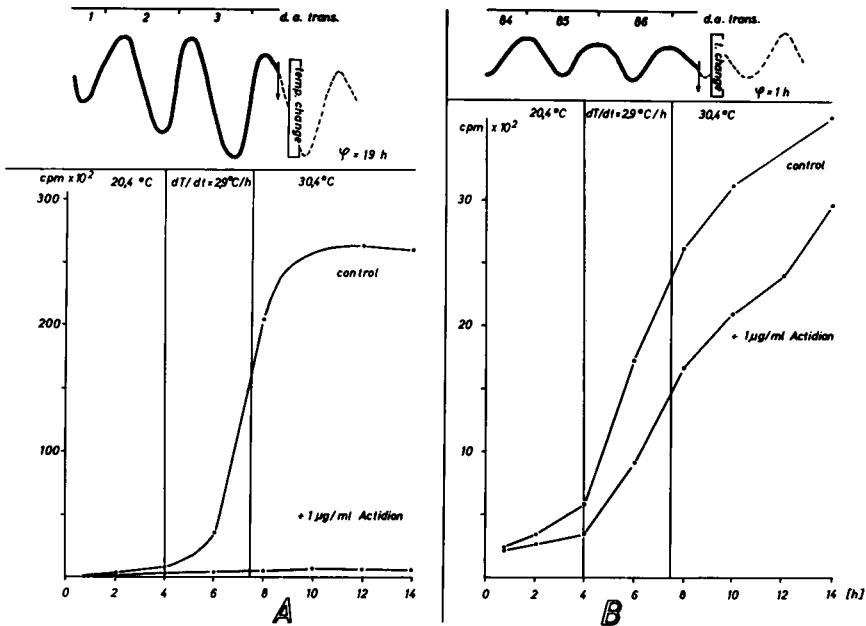 1 2 3 d.a. trans.
temp. change
φ = 19 h
cpm x 10²
20,4 °C
dT/dt = 2,9°C/h
30,4 °C
300
200
100
control
+ 1 µg/ml Actidion
0 2 4 6 8 10 12 14
A
84 85 86 d.a. trans.
t. change
φ = 1 h
cpm x 10²
20,4 °C
dT/dt = 2,9 °C/h
30,4 °C
30
20
10
control
+ 1 µg/ml Actidion
0 2 4 6 8 10 12 14 [h]
B